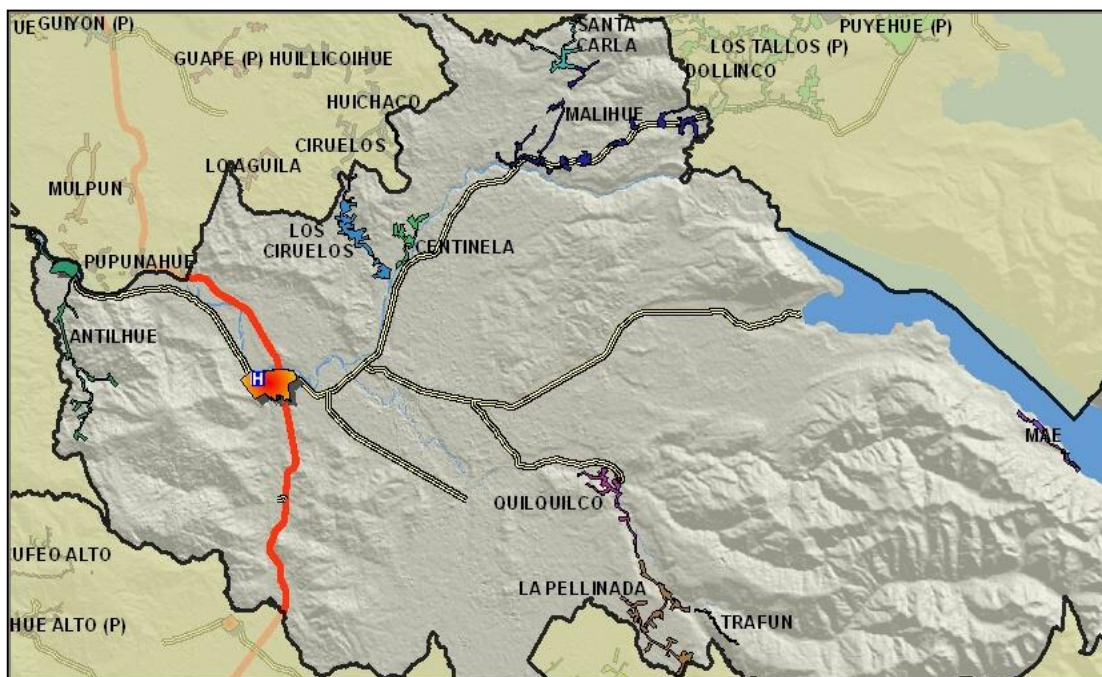 UE GUIYON (P)
SANTA
CARLA
PUYEHUE (P)
LOS TALLOS (P)
GUAPE (P) HUILLICOIHUE
DOLLINCO
HUICHACO
MALIHUE
CIRUELOS
LO AGUILA
MULPUN
LOS
CIRUELOS
CENTINELA
PUPUNAHUE
ANTILHUE
H
MAE
QUILQUILCO
UFEO ALTO
LA PELLINADA
HUE ALTO (P)
TRAFUN